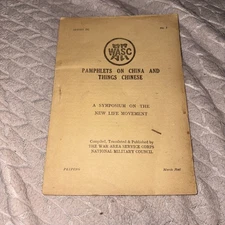 WASC
PAMPHLETS ON CHINA AND
THINGS CHINESE
A SYMPOSIUM ON THE
NEW LIFE MOVEMENT
Compiled, Translated & Published by
THE WAR AREA SERVICE CORPS
NATIONAL MILITARY COUNCIL